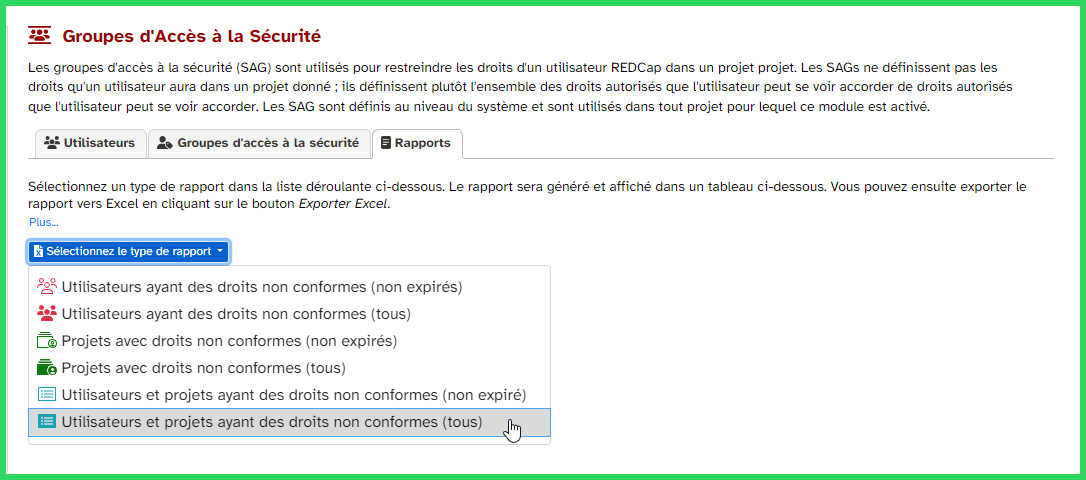 Groupes d'Accès à la Sécurité
Les groupes d'accès à la sécurité (SAG) sont utilisés pour restreindre les droits d'un utilisateur REDCap dans un projet projet. Les SAGs ne définissent pas les
droits qu'un utilisateur aura dans un projet donné ; ils définissent plutôt l'ensemble des droits autorisés que l'utilisateur peut se voir accorder de droits autorisés
que l'utilisateur peut se voir accorder. Les SAG sont définis au niveau du système et sont utilisés dans tout projet pour lequel ce module est activé.
Utilisateurs Groupes d'accès à la sécurité Rapports
Sélectionnez un type de rapport dans la liste déroulante ci-dessous. Le rapport sera généré et affiché dans un tableau ci-dessous. Vous pouvez ensuite exporter le
rapport vers Excel en cliquant sur le bouton Exporter Excel.
Plus...
Sélectionnez le type de rapport
Utilisateurs ayant des droits non conformes (non expirés)
Utilisateurs ayant des droits non conformes (tous)
Projets avec droits non conformes (non expirés)
Projets avec droits non conformes (tous)
Utilisateurs et projets ayant des droits non conformes (non expiré)
Utilisateurs et projets ayant des droits non conformes (tous)